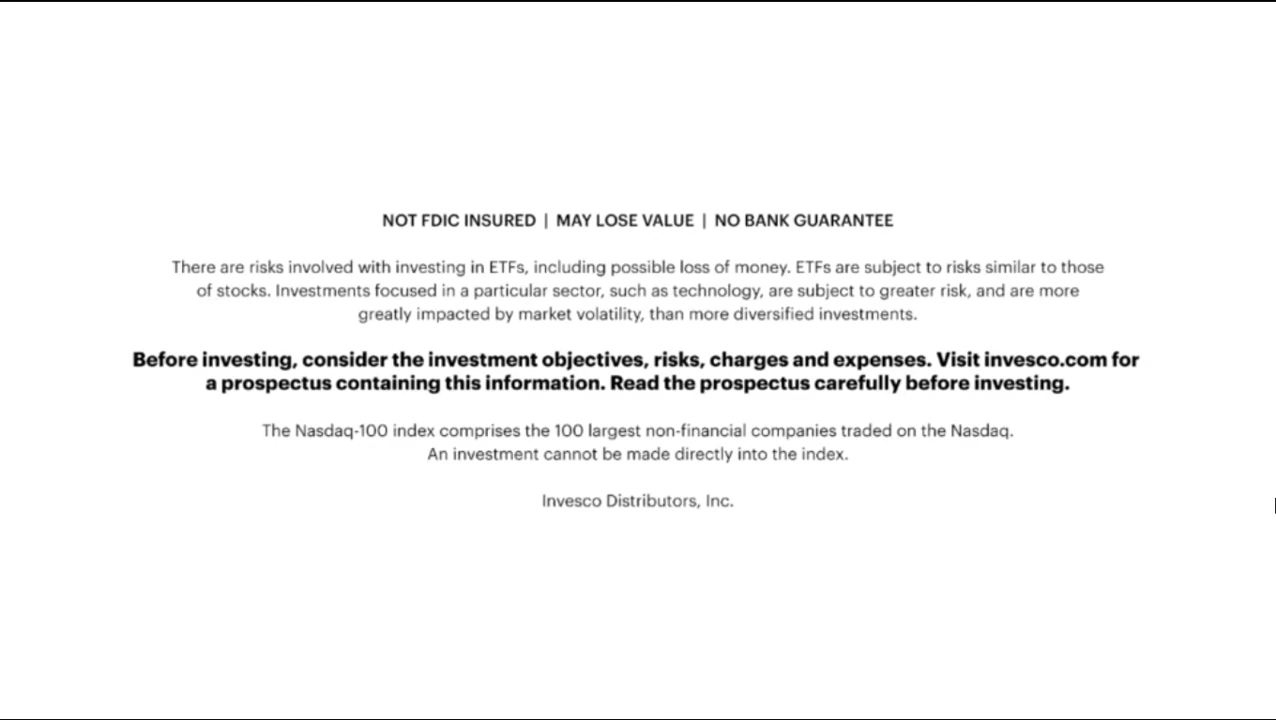 NOT FDIC INSURED | MAY LOSE VALUE | NO BANK GUARANTEE
There are risks involved with investing in ETFs, including possible loss of money. ETFs are subject to risks similar to those
of stocks. Investments focused in a particular sector, such as technology, are subject to greater risk, and are more
greatly impacted by market volatility, than more diversified investments.
Before investing, consider the investment objectives, risks, charges and expenses. Visit invesco.com for
a prospectus containing this information. Read the prospectus carefully before investing.
The Nasdaq-100 index comprises the 100 largest non-financial companies traded on the Nasdaq.
An investment cannot be made directly into the index.
Invesco Distributors, Inc.